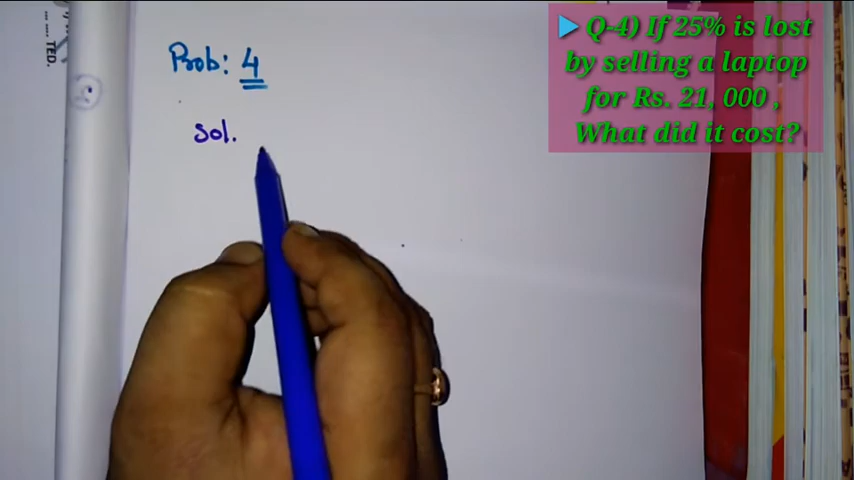 Prob: 4
Sol.
▶ Q-4) If 25% is lost
by selling a laptop
for Rs. 21, 000 ,
What did it cost?
.... TED.